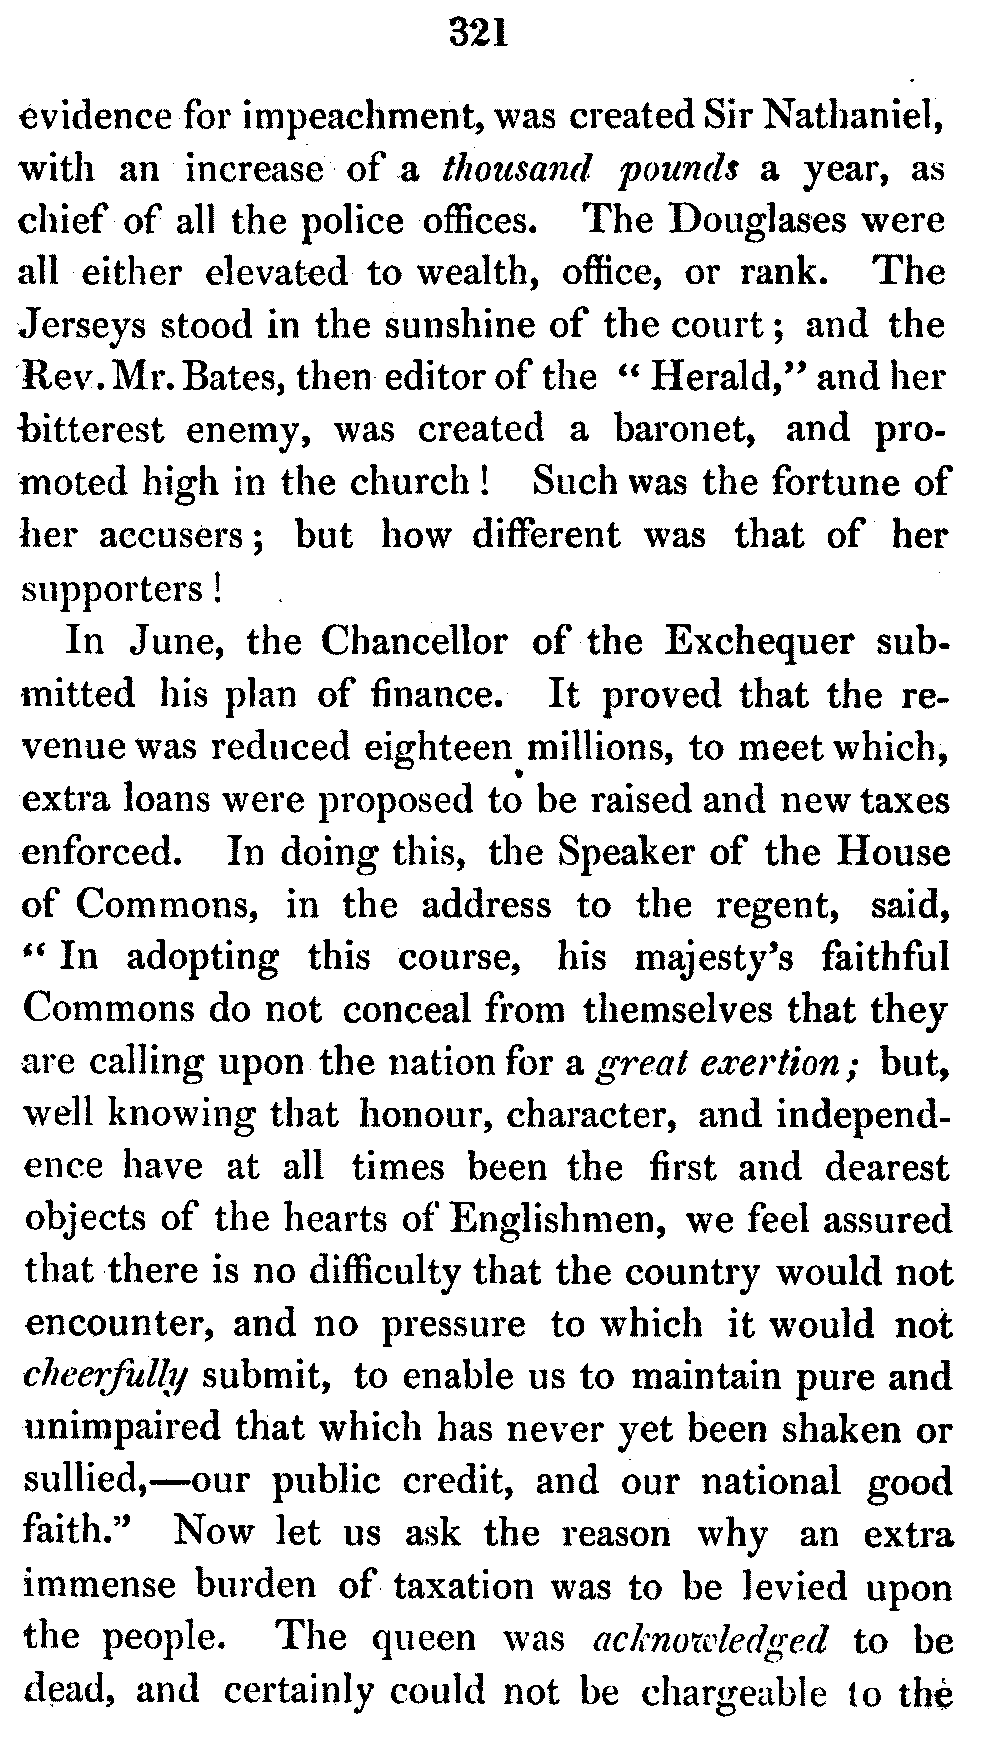 321
evidence for impeachment, was created Sir Nathaniel,
with an increase of a thousand pounds a year, as
chief of all the police offices. The Douglases were
all either elevated to wealth, office, or rank. The
Jerseys stood in the sunshine of the court; and the
Rev. Mr. Bates, then editor of the “ Herald,” and her
bitterest enemy, was created a baronet, and pro-
moted high in the church! Such was the fortune of
her accusers; but how different was that of her
supporters!
In June, the Chancellor of the Exchequer sub-
mitted his plan of finance. It proved that the re-
venue was reduced eighteen millions, to meet which,
extra loans were proposed to be raised and new taxes
enforced. In doing this, the Speaker of the House
of Commons, in the address to the regent, said,
“ In adopting this course, his majesty's faithful
Commons do not conceal from themselves that they
are calling upon the nation for a great exertion; but,
well knowing that honour, character, and independ-
ence have at all times been the first and dearest
objects of the hearts of Englishmen, we feel assured
that there is no difficulty that the country would not
encounter, and no pressure to which it would not
cheerfully submit, to enable us to maintain pure and
unimpaired that which has never yet been shaken or
sullied,—our public credit, and our national good
faith.” Now let us ask the reason why an extra
immense burden of taxation was to be levied upon
the people. The queen was acknowledged to be
dead, and certainly could not be chargeable to the